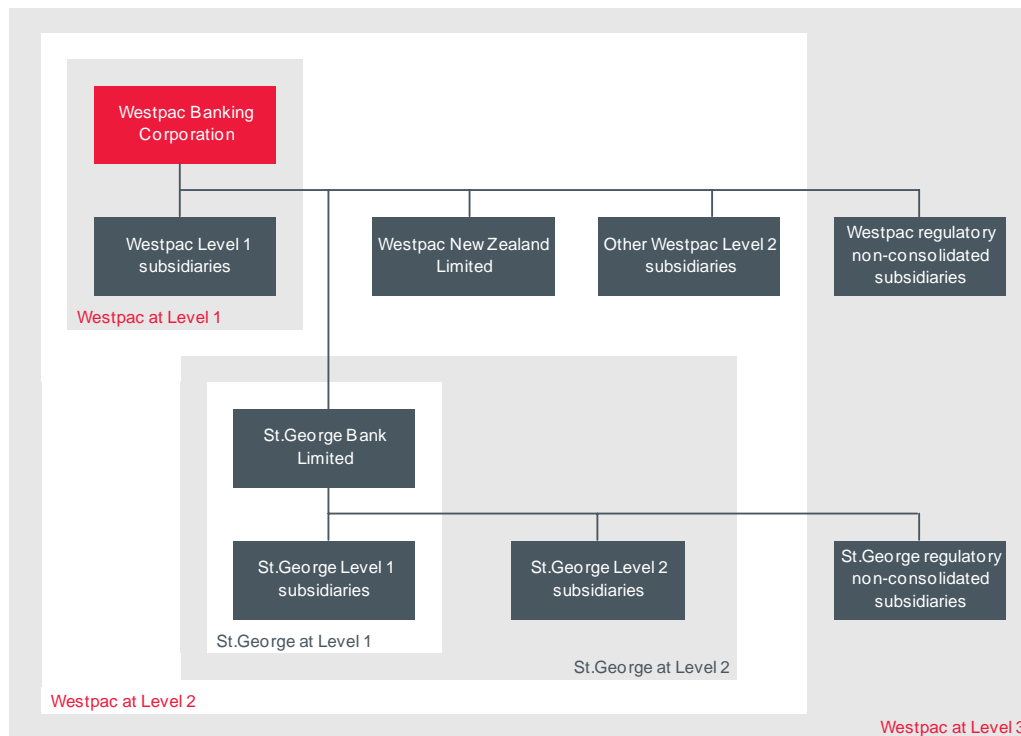 Westpac Banking
Corporation
Westpac Level 1
subsidiaries
Westpac New Zealand
Limited
Other Westpac Level 2
subsidiaries
Westpac regulatory
non-consolidated
subsidiaries
Westpac at Level 1
St.George Bank
Limited
St.George Level 1
subsidiaries
St.George Level 2
subsidiaries
St.George regulatory
non-consolidated
subsidiaries
St.George at Level 1
St.George at Level 2
Westpac at Level 2
Westpac at Level 3